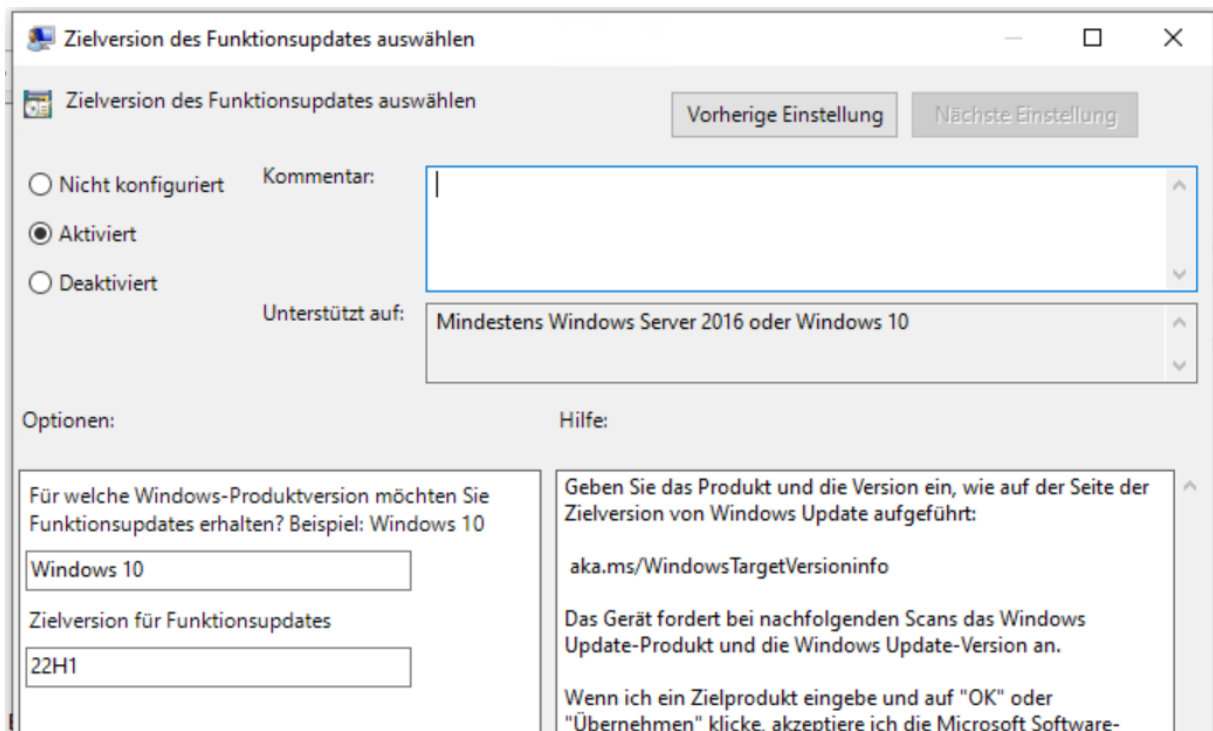 Zielversion des Funktionsupdates auswählen
Zielversion des Funktionsupdates auswählen
Vorherige Einstellung
Nächste Einstellung
Nicht konfiguriert
Aktiviert
Deaktiviert
Kommentar:
Unterstützt auf:
Mindestens Windows Server 2016 oder Windows 10
Optionen:
Hilfe:
Für welche Windows-Produktversion möchten Sie
Funktionsupdates erhalten? Beispiel: Windows 10
Windows 10
Zielversion für Funktionsupdates
22H1
Geben Sie das Produkt und die Version ein, wie auf der Seite der
Zielversion von Windows Update aufgeführt:
aka.ms/WindowsTargetVersioninfo
Das Gerät fordert bei nachfolgenden Scans das Windows
Update-Produkt und die Windows Update-Version an.
Wenn ich ein Zielprodukt eingebe und auf "OK" oder
"Übernehmen" klicke, akzeptiere ich die Microsoft Software-